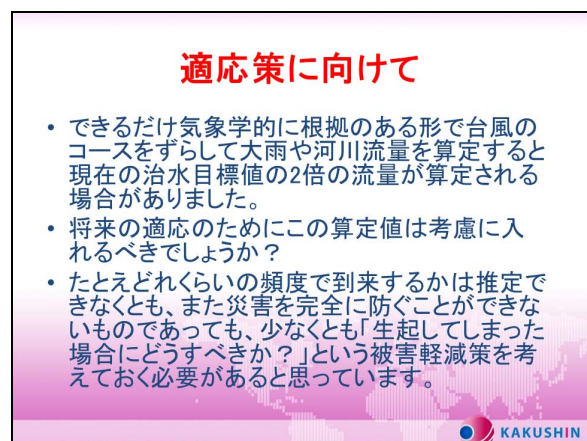 適応策に向けて
• できるだけ気象学的に根拠のある形で台風の
コースをずらして大雨や河川流量を算定すると
現在の治水目標値の2倍の流量が算定される
場合がありました。
• 将来の適応のためにこの算定値は考慮に入
れるべきでしょうか？
• たとえどれくらいの頻度で到来するかは推定で
きなくとも、また災害を完全に防ぐことができな
いものであっても、少なくとも「生起してしまった
場合にどうすべきか？」という被害軽減策を考
えておく必要があると思っています。
KAKUSHIN